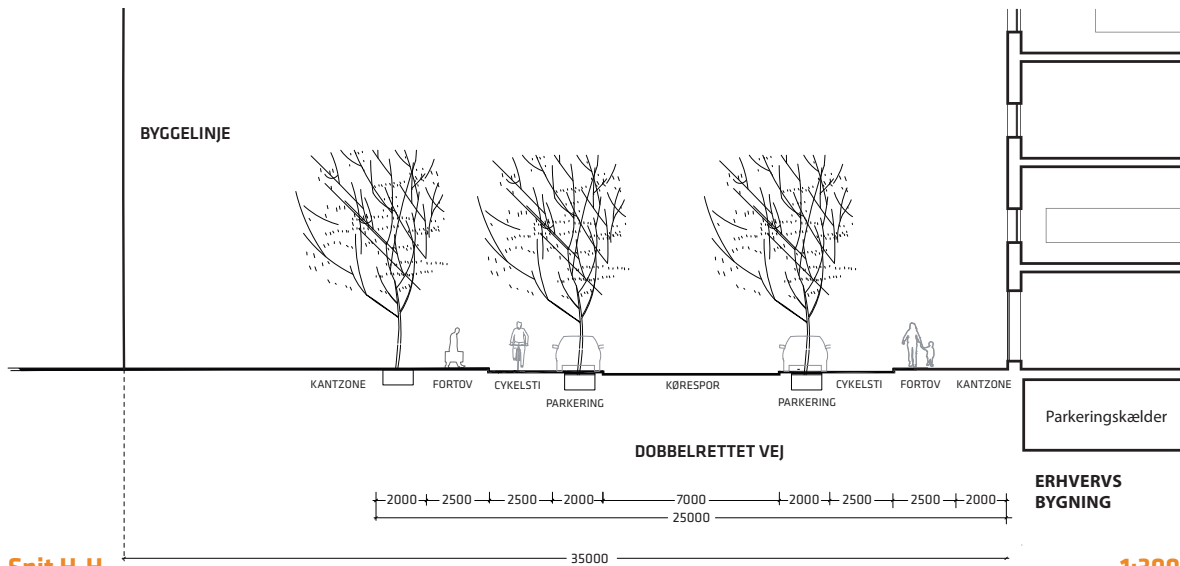 BYGGELINJE
KANTZONE FORTOV CYKELSTI KØRESPOR CYKELSTI FORTOV KANTZONE
PARKERING PARKERING
Parkeringskælder
DOBBELRETTET VEJ
ERHVERVS
BYGNING
2000 2500 2500 2000 7000 2000 2500 2500 2000
25000
35000